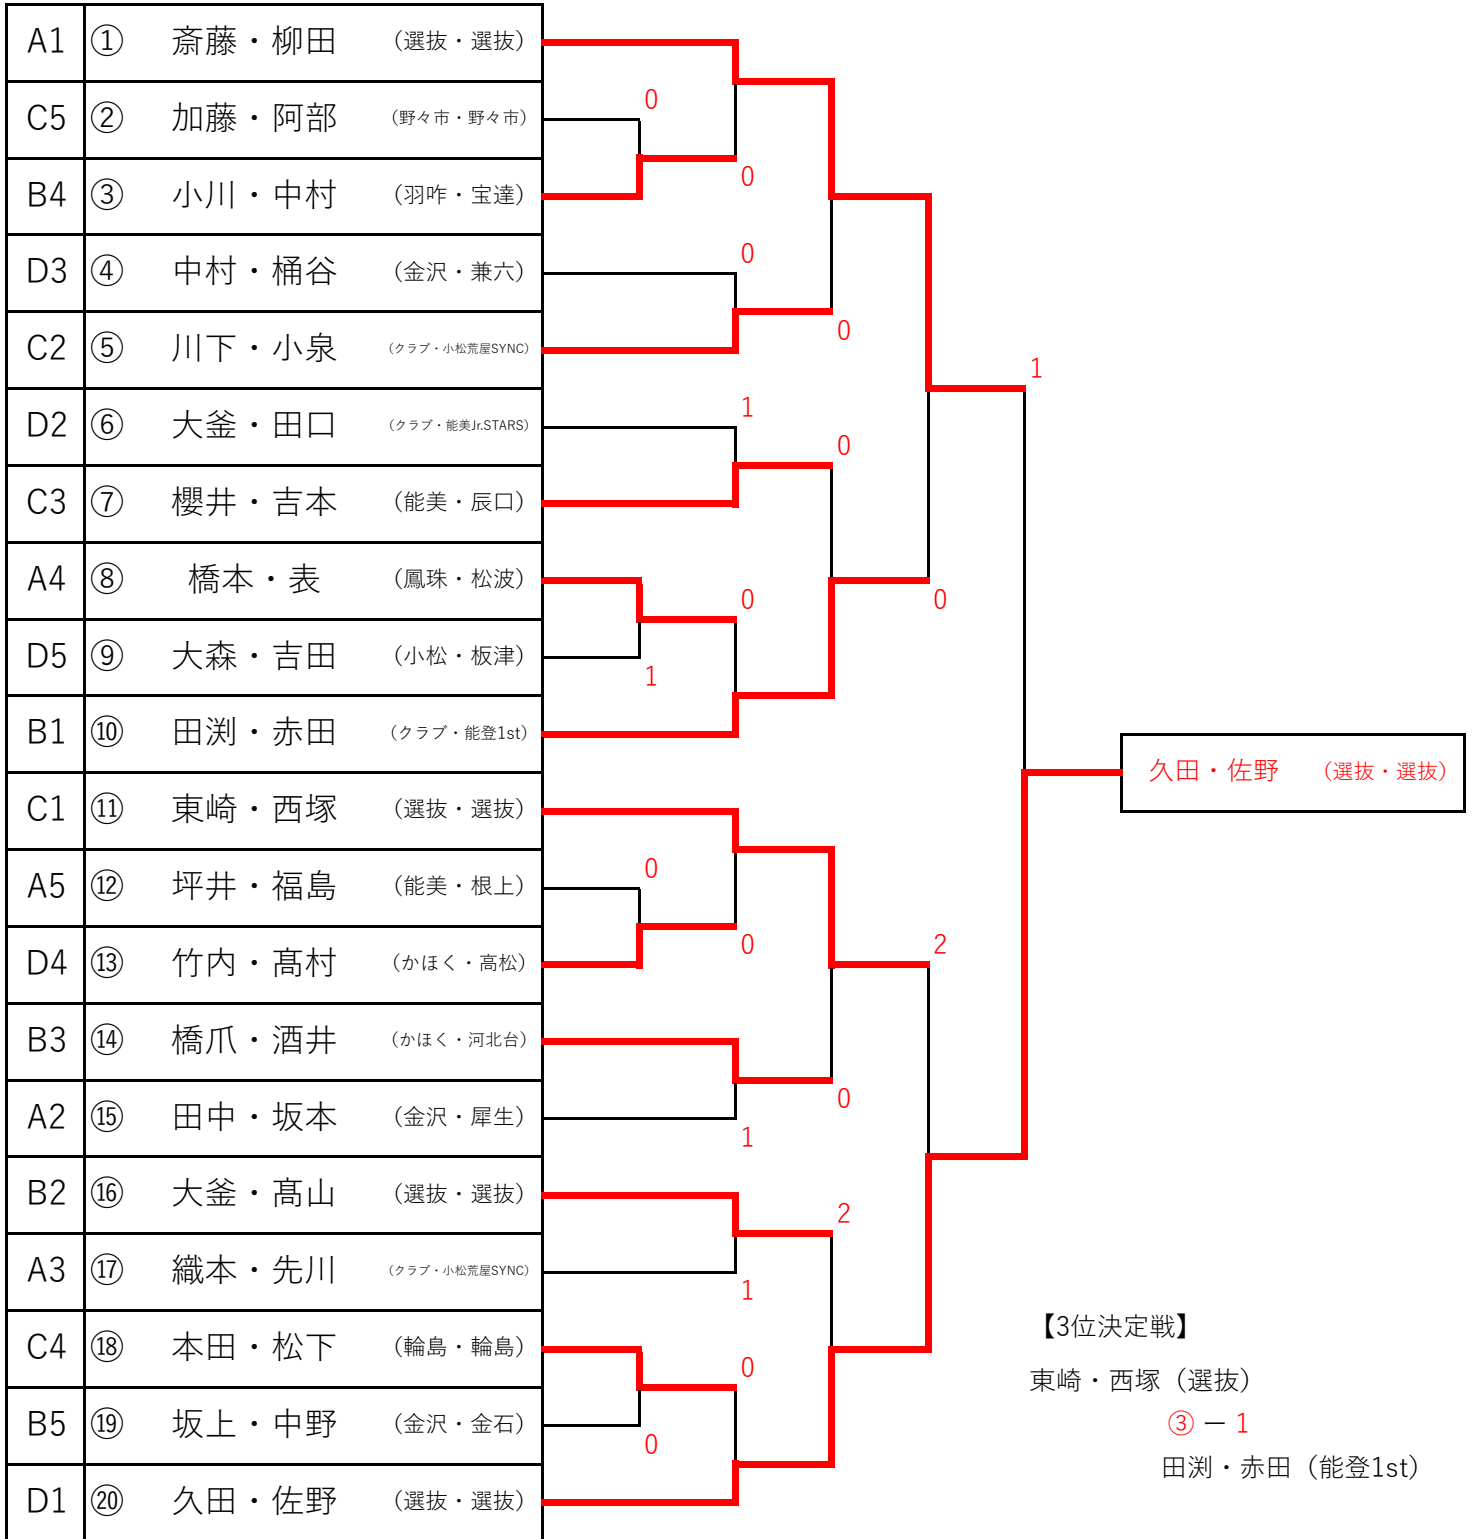 A1 ① 斎藤・柳田 （選抜・選抜）
0
C5 ② 加藤・阿部 （野々市・野々市）
0
B4 ③ 小川・中村 （羽咋・宝達）
0
D3 ④ 中村・桶谷 （金沢・兼六）
0
C2 ⑤ 川下・小泉 （クラブ・小松荒屋SYNC）
1
1
D2 ⑥ 大釜・田口 （クラブ・能美Jr.STARS）
0
C3 ⑦ 櫻井・吉本 （能美・辰口）
A4 ⑧ 橋本・表 （鳳珠・松波）
0
0
D5 ⑨ 大森・吉田 （小松・板津）
1
B1 ⑩ 田渕・赤田 （クラブ・能登1st）
久田・佐野 （選抜・選抜）
C1 ⑪ 東崎・西塚 （選抜・選抜）
0
A5 ⑫ 坪井・福島 （能美・根上）
0
2
D4 ⑬ 竹内・髙村 （かほく・高松）
B3 ⑭ 橋爪・酒井 （かほく・河北台）
0
A2 ⑮ 田中・坂本 （金沢・犀生）
1
B2 ⑯ 大釜・髙山 （選抜・選抜）
2
A3 ⑰ 織本・先川 （クラブ・小松荒屋SYNC）
1
C4 ⑱ 本田・松下 （輪島・輪島）
0
B5 ⑲ 坂上・中野 （金沢・金石）
0
D1 ⑳ 久田・佐野 （選抜・選抜）
【3位決定戦】
東崎・西塚（選抜）
③ － 1
田渕・赤田（能登1st）